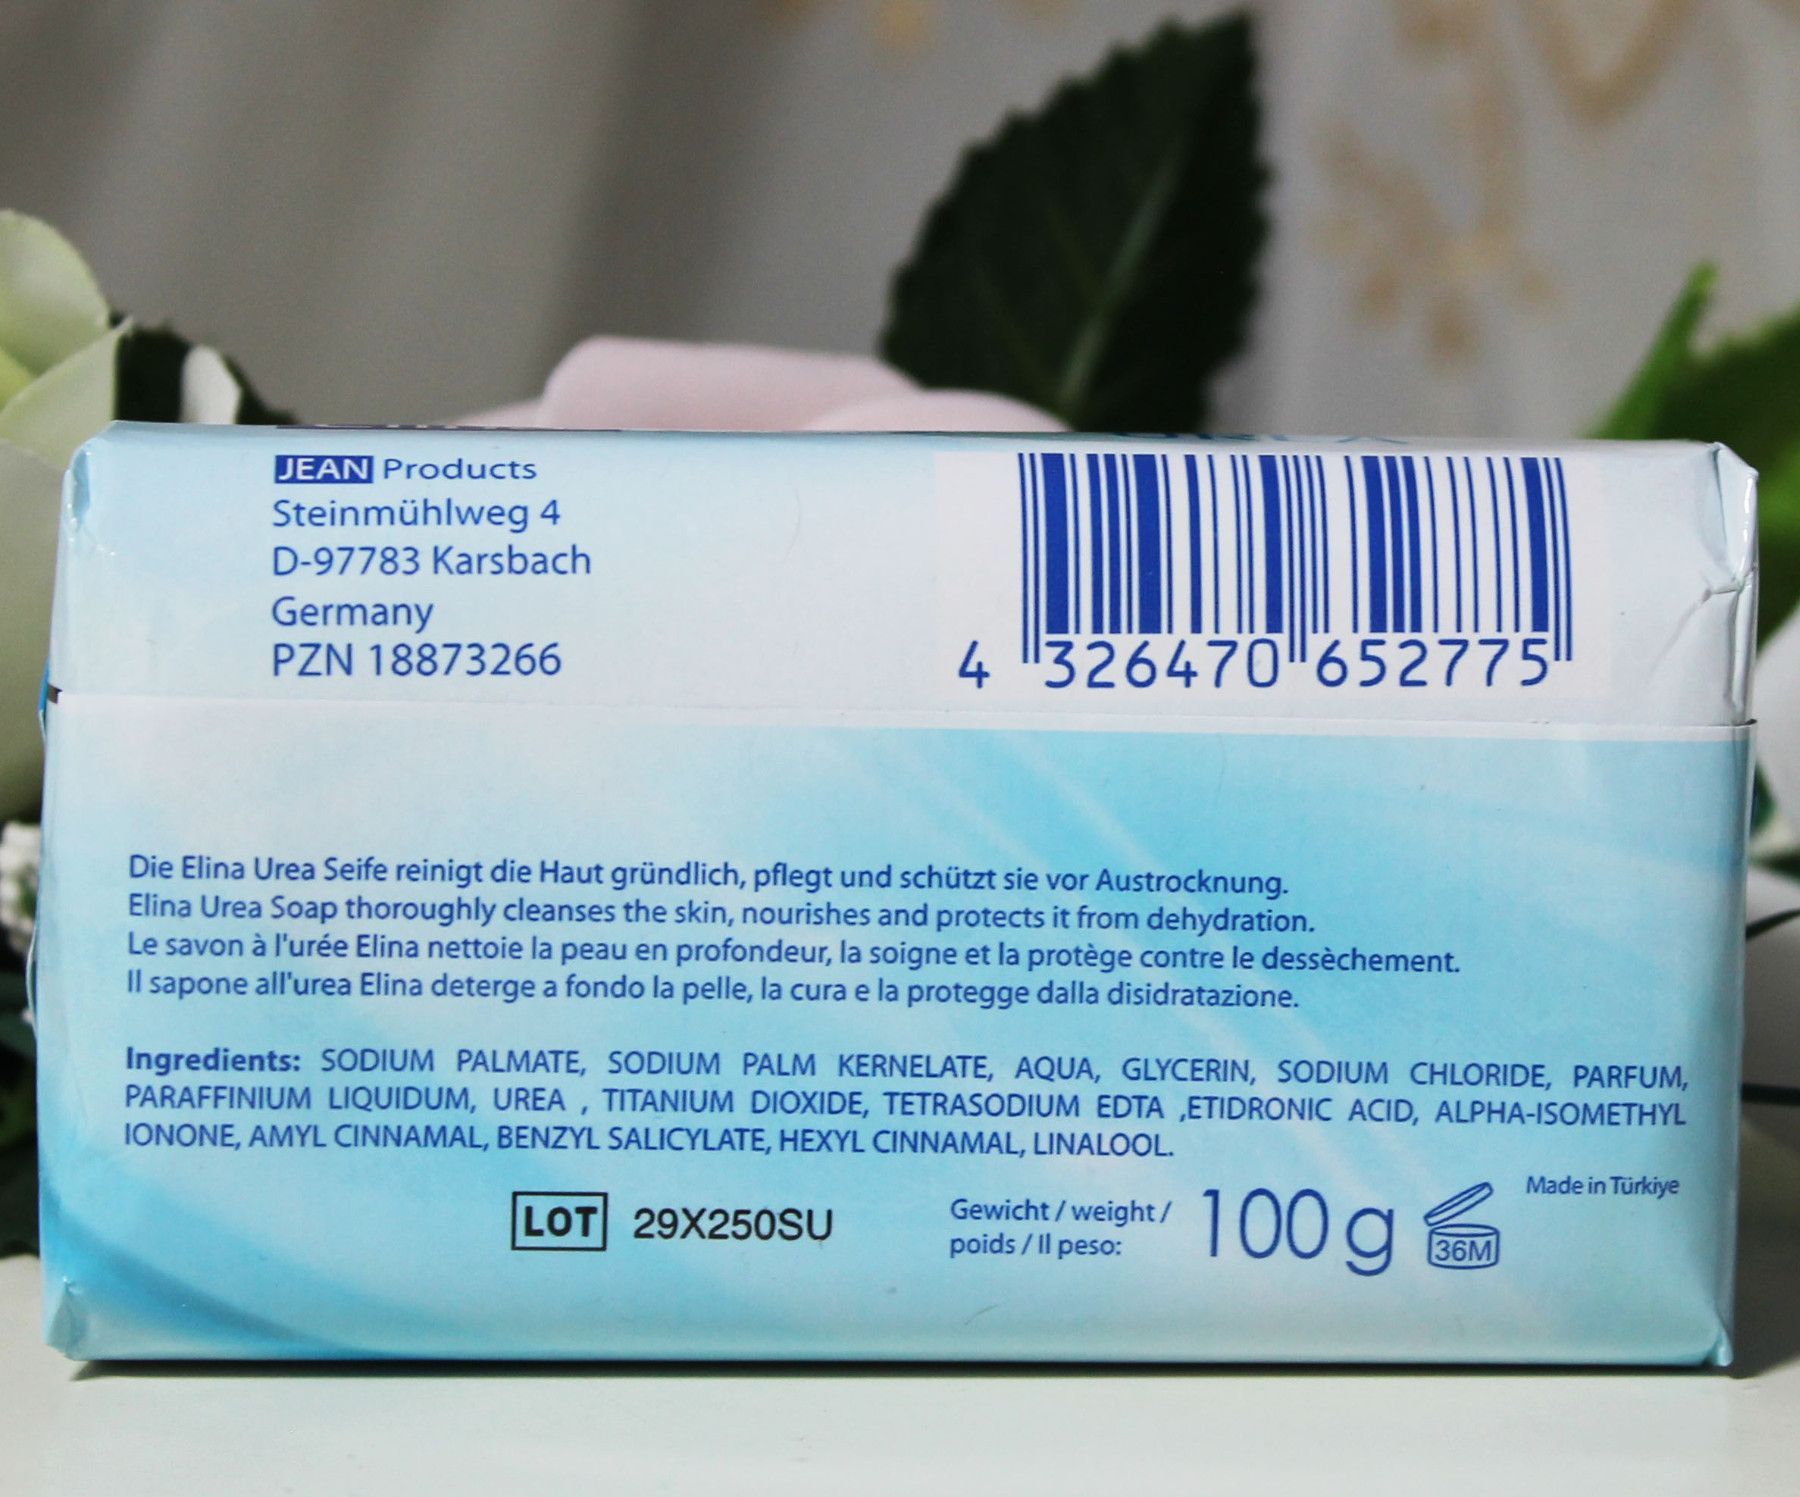 JEAN Products
Steinmühlweg 4
D-97783 Karsbach
Germany
PZN 18873266
4 326470 652775
Die Elina Urea Seife reinigt die Haut gründlich, pflegt und schützt sie vor Austrocknung.
Elina Urea Soap thoroughly cleanses the skin, nourishes and protects it from dehydration.
Le savon à l'urée Elina nettoie la peau en profondeur, la soigne et la protège contre le dessèchement.
Il sapone all'urea Elina deterge a fondo la pelle, la cura e la protegge dalla disidratazione.
Ingredients: SODIUM PALMATE, SODIUM PALM KERNELATE, AQUA, GLYCERIN, SODIUM CHLORIDE, PARFUM,
PARAFFINIUM LIQUIDUM, UREA , TITANIUM DIOXIDE, TETRASODIUM EDTA ,ETIDRONIC ACID, ALPHA-ISOMETHYL
IONONE, AMYL CINNAMAL, BENZYL SALICYLATE, HEXYL CINNAMAL, LINALOOL.
Made in Türkiye
LOT 29X250SU
Gewicht / weight /
poids / Il peso:
100 g
36M